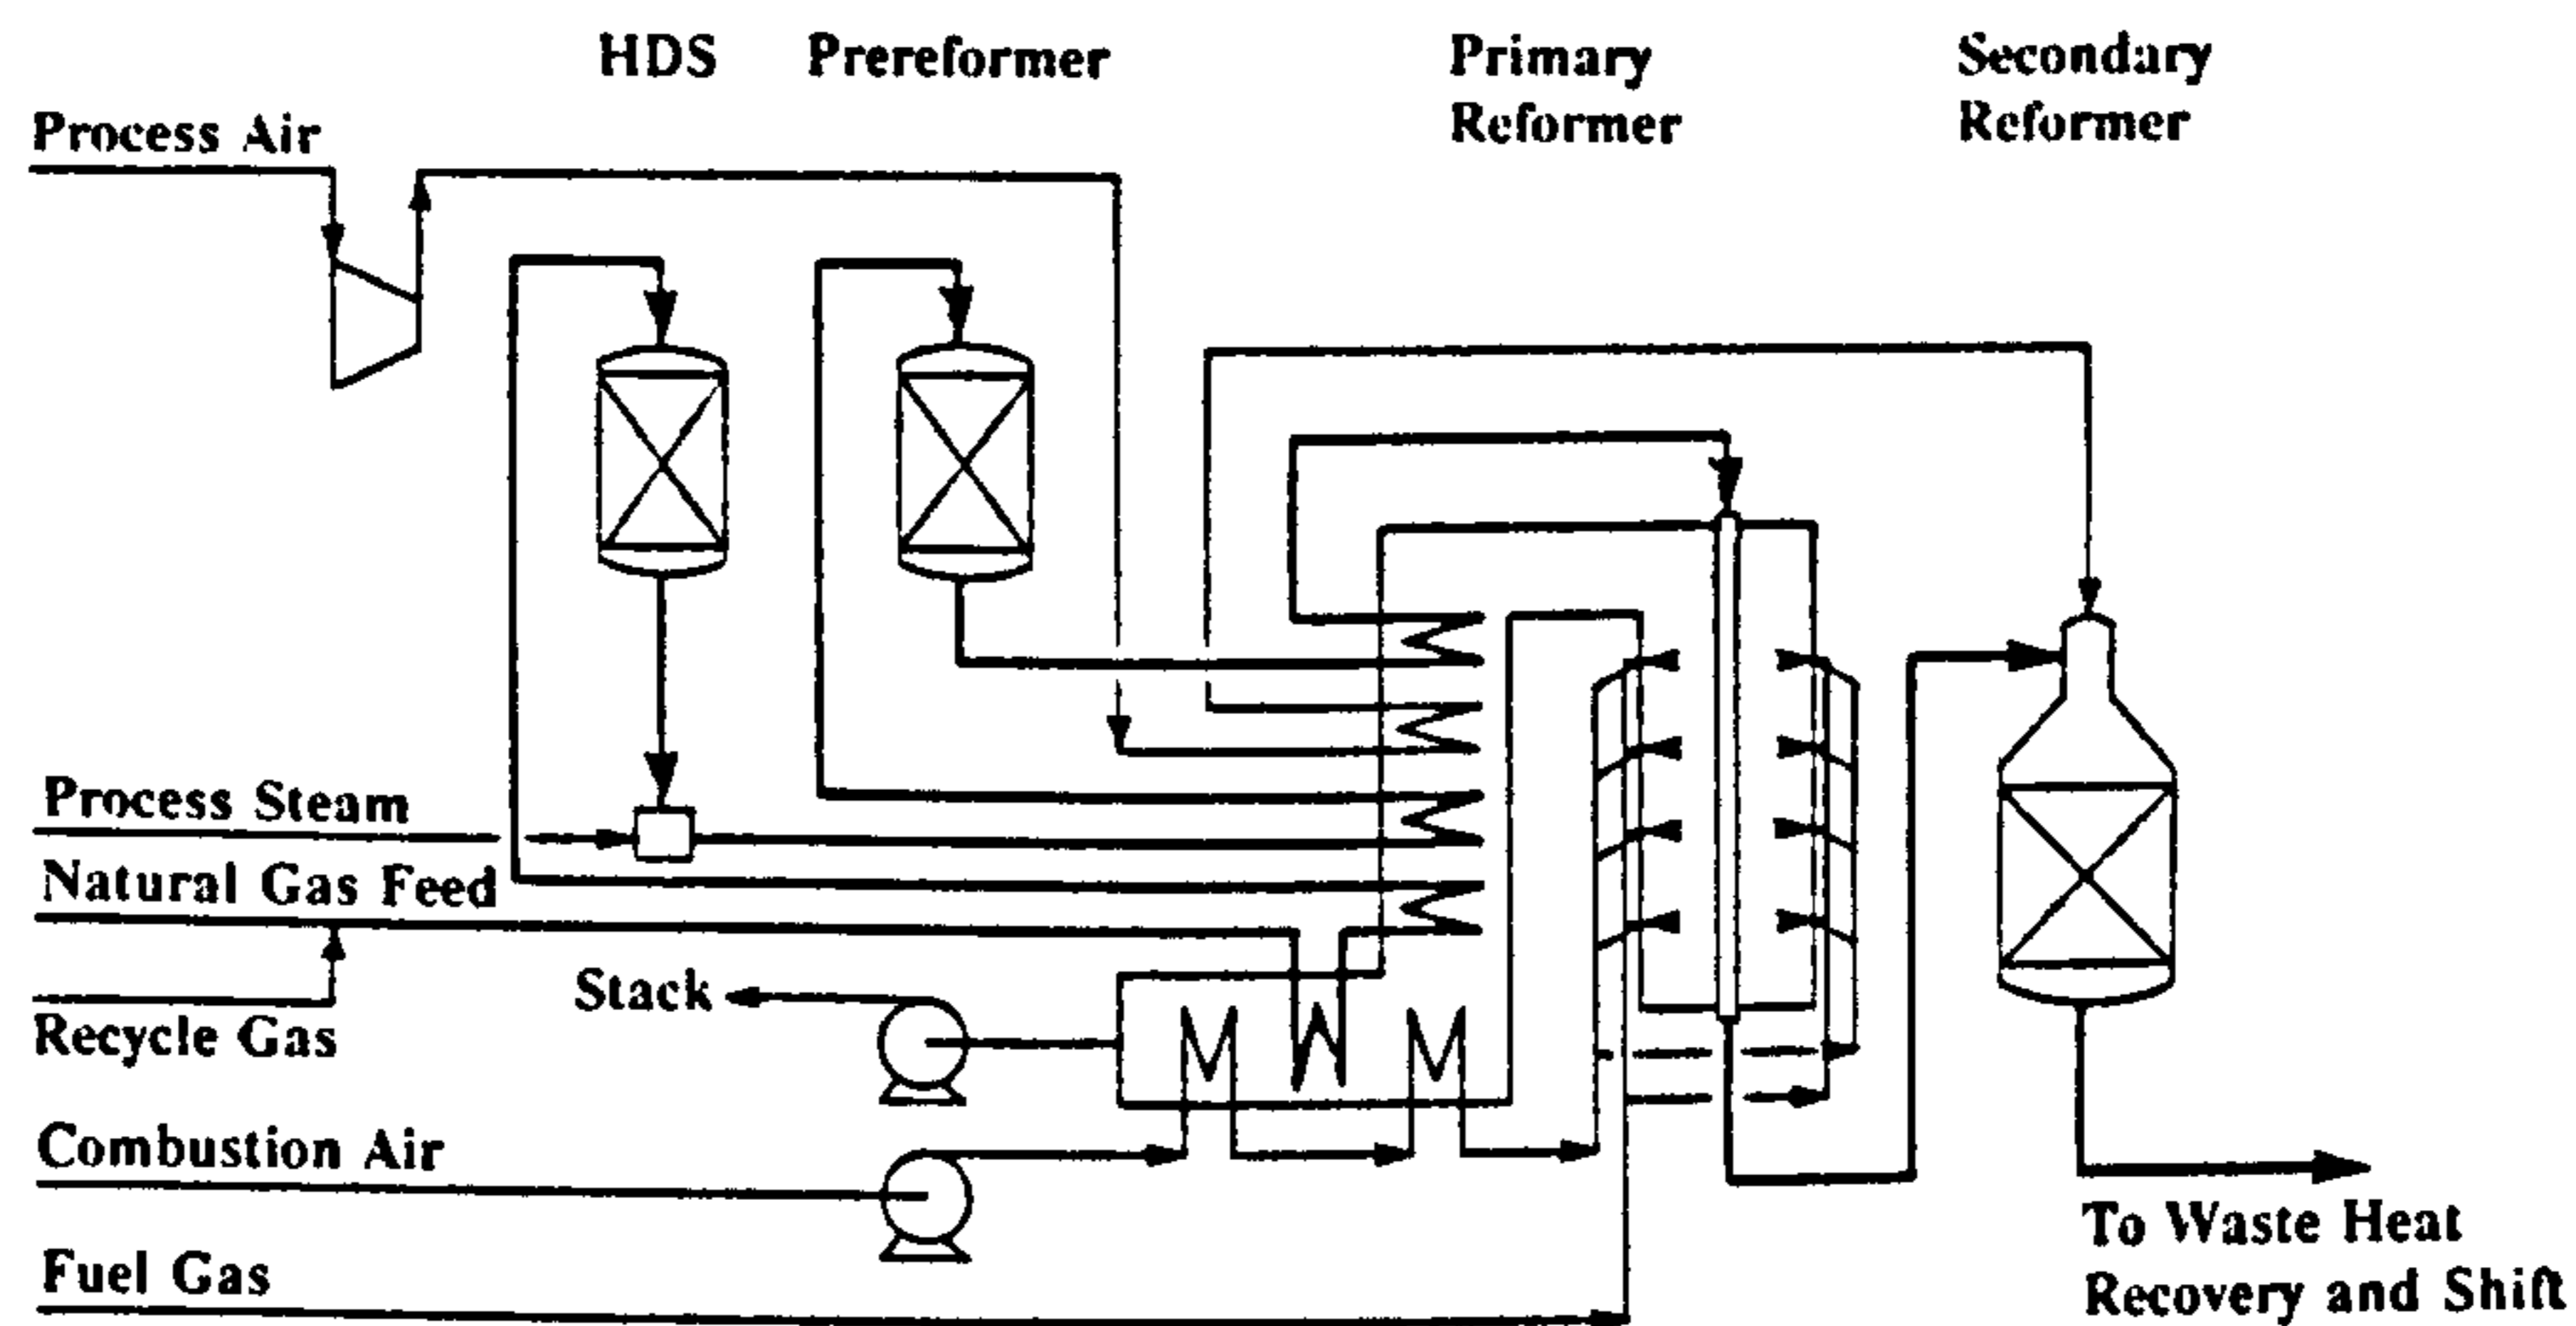 HDS
Prereformer
Primary
Reformer
Secondary
Reformer
Process Air
Process Steam
Natural Gas Feed
Stack
Recycle Gas
Combustion Air
Fuel Gas
To Waste Heat
Recovery and Shift